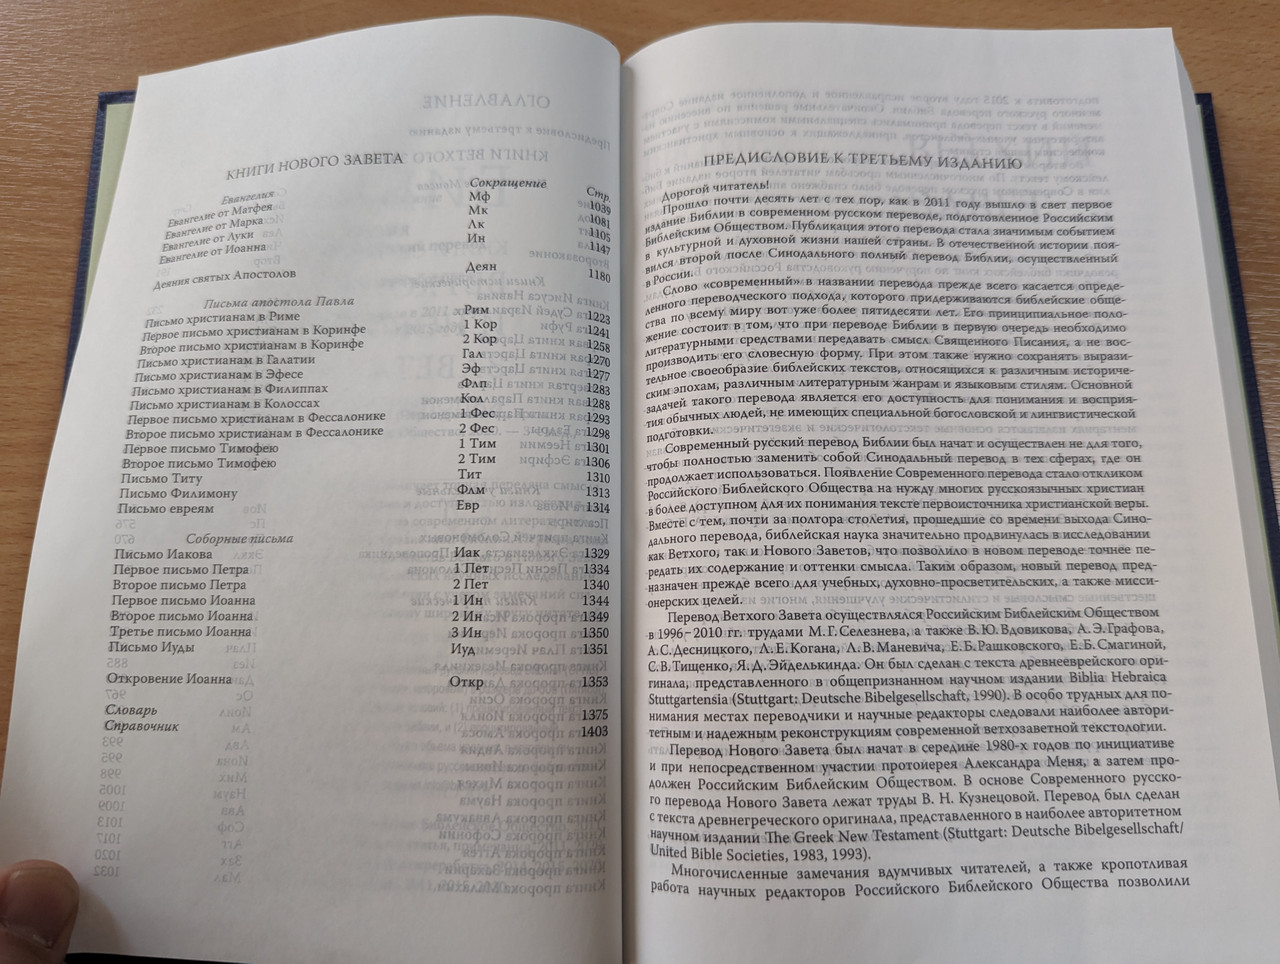 КНИГИ НОВОГО ЗАВЕТА
Сокращение Стр.
Евангелия
Евангелие от Матфея Мф 1039
Евангелие от Марка Мк 1081
Евангелие от Луки Лк 1105
Евангелие от Иоанна Ин 1147
Деяния святых Апостолов Деян 1180
Письма апостола Павла
Письмо христианам в Риме Рим 1223
Первое письмо христианам в Коринфе 1 Кор 1241
Второе письмо христианам в Коринфе 2 Кор 1258
Письмо христианам в Галатии Гал 1270
Письмо христианам в Эфесе Эф 1277
Письмо христианам в Филиппах Флп 1283
Письмо христианам в Колоссах Кол 1288
Первое письмо христианам в Фессалонике 1 Фес 1293
Второе письмо христианам в Фессалонике 2 Фес 1298
Первое письмо Тимофею 1 Тим 1301
Второе письмо Тимофею 2 Тим 1306
Письмо Титу Тит 1310
Письмо Филимону Флм 1313
Письмо евреям Евр 1314
Соборные письма
Письмо Иакова Иак 1329
Первое письмо Петра 1 Пет 1334
Второе письмо Петра 2 Пет 1340
Первое письмо Иоанна 1 Ин 1344
Второе письмо Иоанна 2 Ин 1349
Третье письмо Иоанна 3 Ин 1350
Письмо Иуды Иуд 1351
Откровение Иоанна Откр 1353
Словарь 1375
Справочник 1403
ПРЕДИСЛОВИЕ К ТРЕТЬЕМУ ИЗДАНИЮ
Дорогой читатель!
Прошло почти десять лет с тех пор, как в 2011 году вышло в свет первое
издание Библии в современном русском переводе, подготовленное Российским
Библейским Обществом. Публикация этого перевода стала значимым событием
в культурной и духовной жизни нашей страны. В отечественной истории поя-
вился второй после Синодального полный перевод Библии, осуществленный
в России.
Слово «современный» в названии перевода прежде всего касается опреде-
ленного переводческого подхода, которого придерживаются библейские обще-
ства по всему миру вот уже более пятидесяти лет. Его принципиальное поло-
жение состоит в том, что при переводе Библии в первую очередь необходимо
литературными средствами передавать смысл Священного Писания, а не вос-
производить его словесную форму. При этом также нужно сохранять вырази-
тельное своеобразие библейских текстов, относящихся к различным историче-
ским эпохам, различным литературным жанрам и языковым стилям. Основной
задачей такого перевода является его доступность для понимания и восприя-
тия обычных людей, не имеющих специальной богословской и лингвистической
подготовки.
Современный русский перевод Библии был начат и осуществлен не для того,
чтобы полностью заменить собой Синодальный перевод в тех сферах, где он
продолжает использоваться. Появление Современного перевода стало откликом
Российского Библейского Общества на нужду многих русскоязычных христиан
в более доступном для их понимания тексте первоисточника христианской веры.
Вместе с тем, почти за полтора столетия, прошедшие со времени выхода Сино-
дального перевода, библейская наука значительно продвинулась в исследовании
как Ветхого, так и Нового Заветов, что позволило в новом переводе точнее пе-
редать их содержание и оттенки смысла. Таким образом, новый перевод пред-
назначен прежде всего для учебных, духовно-просветительских, а также мисси-
онерских целей.
Перевод Ветхого Завета осуществлялся Российским Библейским Обществом
в 1996–2010 гг. трудами М. Г. Селезнева, а также В. Ю. Вдовикова, А. Э. Графова,
А. С. Десницкого, Л. Е. Когана, Л. В. Маневича, Е. Б. Рашковского, Е. Б. Смагиной,
С. В. Тищенко, Я. Д. Эйделькинда. Он был сделан с текста древнееврейского ори-
гинала, представленного в общепризнанном научном издании Biblia Hebraica
Stuttgartensia (Stuttgart: Deutsche Bibelgesellschaft, 1990). В особо трудных для по-
нимания местах переводчики и научные редакторы следовали наиболее автори-
тетным и надежным реконструкциям современной ветхозаветной текстологии.
Перевод Нового Завета был начат в середине 1980-х годов по инициативе
и при непосредственном участии протоиерея Александра Меня, а затем про-
должен Российским Библейским Обществом. В основе Современного русско-
го перевода Нового Завета лежат труды В. Н. Кузнецовой. Перевод был сделан
с текста древнегреческого оригинала, представленного в наиболее авторитетном
научном издании The Greek New Testament (Stuttgart: Deutsche Bibelgesellschaft/
United Bible Societies, 1983, 1993).
Многочисленные замечания вдумчивых читателей, а также кропотливая
работа научных редакторов Российского Библейского Общества позволили